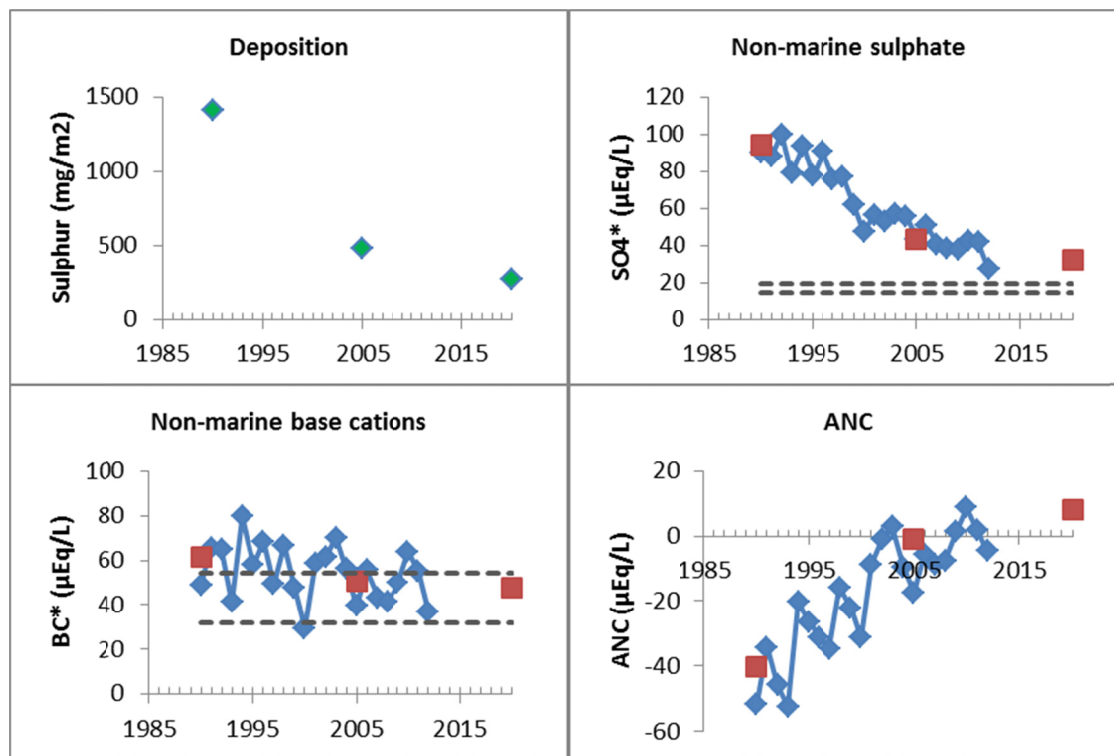 Deposition
Sulphur (mg/m2)
1500
1000
500
0
1985 1995 2005 2015
Non-marine sulphate
SO4* (µEq/L)
120
100
80
60
40
20
0
1985 1995 2005 2015
Non-marine base cations
BC* (µEq/L)
100
80
60
40
20
0
1985 1995 2005 2015
ANC
ANC (µEq/L)
20
0
1985 1995 2005 2015
-20
-40
-60